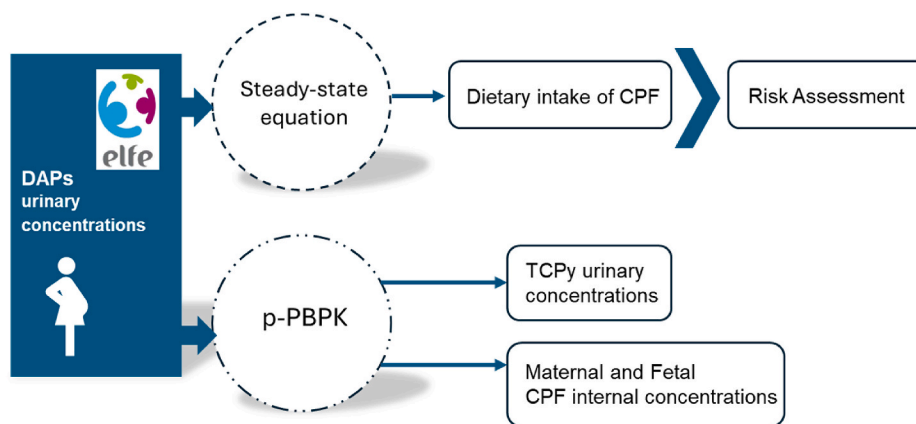 elfe
DAPs
urinary
concentrations
Steady-state
equation
Dietary intake of CPF
Risk Assessment
p-PBPK
TCPy urinary
concentrations
Maternal and Fetal
CPF internal concentrations